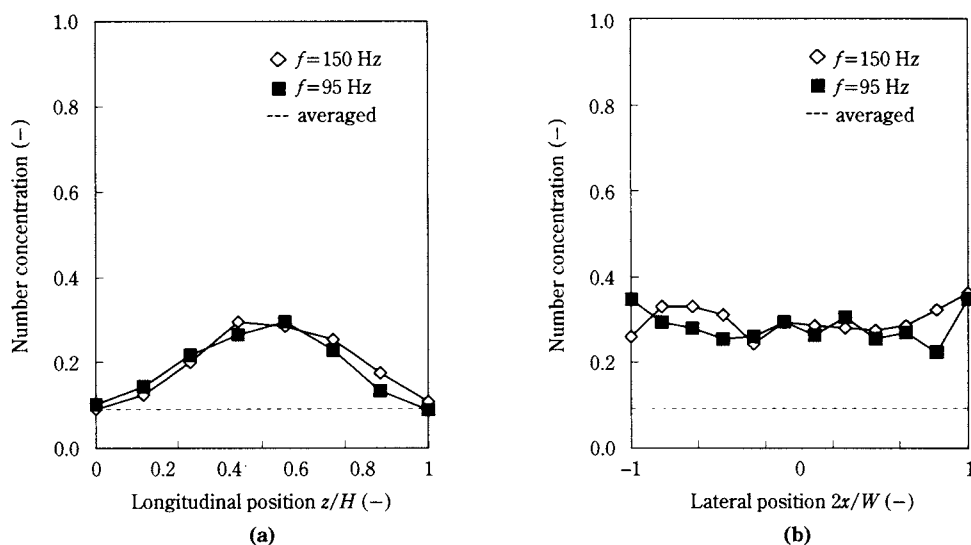 1.0
0.8
0.6
0.4
0.2
0.0
Number concentration (−)
f=150 Hz
f=95 Hz
averaged
0 0.2 0.4 0.6 0.8 1
Longitudinal position z/H (−)
(a)
1.0
0.8
0.6
0.4
0.2
0.0
Number concentration (−)
f=150 Hz
f=95 Hz
averaged
−1 0 1
Lateral position 2x/W (−)
(b)